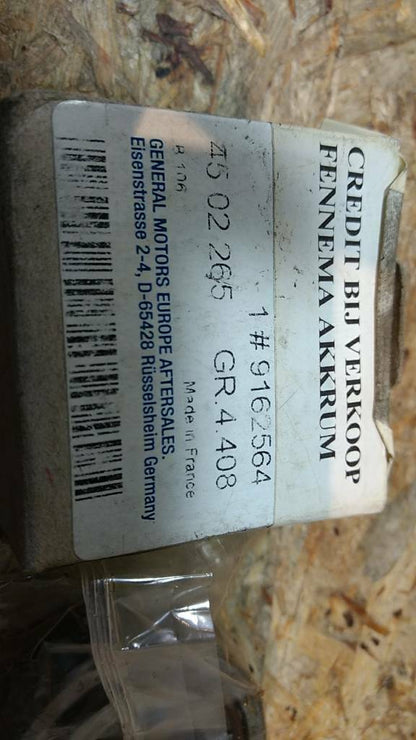 CREDIT BIJ VERKOOP
FENNEMA AKKRUM
1 # 9162564
45 02 265 GR.4.408
Made in France
R 106
GENERAL MOTORS EUROPE AFTERSALES.
Eisenstrasse 2-4, D-65428 Rüsselsheim Germany